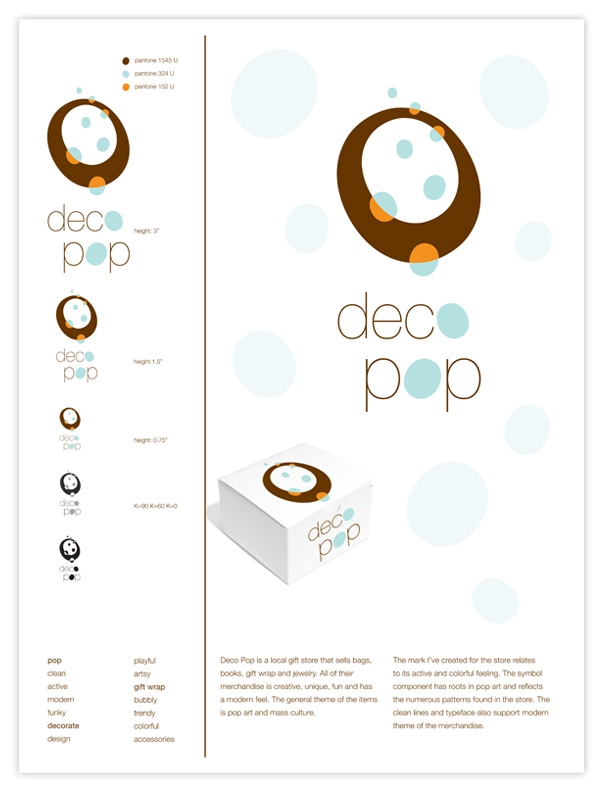 pantone 1545 U
pantone 324 U
pantone 152 U
deco
pop
height: 3"
deco
pop
height:1.5"
deco
pop
height: 0.75"
deco
pop
K=90 K=60 K=0
deco
pop
pop
clean
active
modern
funky
decorate
design
playful
artsy
gift wrap
bubbly
trendy
colorful
accessories
deco
pop
deco
pop
Deco Pop is a local gift store that sells bags,
books, gift wrap and jewelry. All of their
merchandise is creative, unique, fun and has
a modern feel. The general theme of the items
is pop art and mass culture.
The mark I've created for the store relates
to its active and colorful feeling. The symbol
component has roots in pop art and reflects
the numerous patterns found in the store. The
clean lines and typeface also support modern
theme of the merchandise.